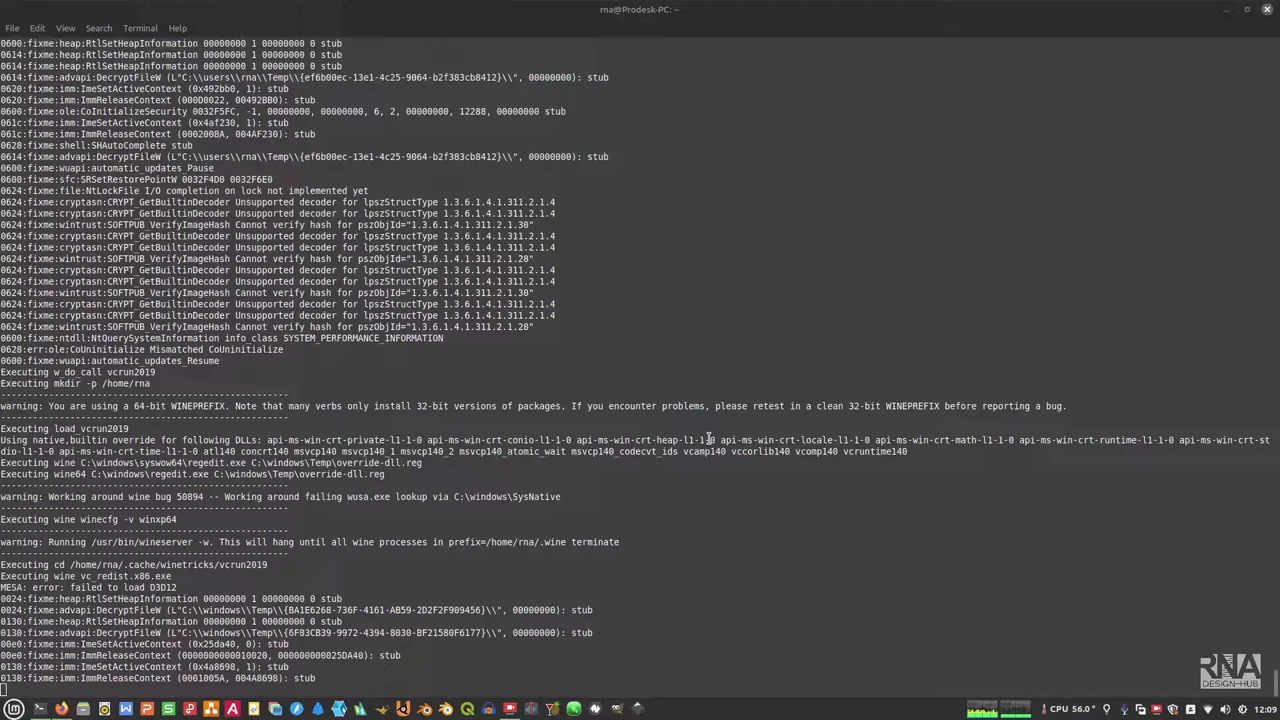 rna@Prodesk-PC: ~
File Edit View Search Terminal Help
0600:fixme:heap:RtlSetHeapInformation 00000000 1 00000000 0 stub
0614:fixme:heap:RtlSetHeapInformation 00000000 1 00000000 0 stub
0614:fixme:heap:RtlSetHeapInformation 00000000 1 00000000 0 stub
0614:fixme:advapi:DecryptFileW (L"C:\\users\\rna\\Temp\\{ef6b00ec-13e1-4c25-9064-b2f383cb8412}\\", 00000000): stub
0620:fixme:imm:ImeSetActiveContext (0x492bb0, 1): stub
0620:fixme:imm:ImmReleaseContext (000D0022, 00492BB0): stub
0600:fixme:ole:CoInitializeSecurity 0032F5FC, -1, 00000000, 00000000, 6, 2, 00000000, 12288, 00000000 stub
061c:fixme:imm:ImeSetActiveContext (0x4af230, 1): stub
061c:fixme:imm:ImmReleaseContext (0002008A, 004AF230): stub
0628:fixme:shell:SHAutoComplete stub
0614:fixme:advapi:DecryptFileW (L"C:\\users\\rna\\Temp\\{ef6b00ec-13e1-4c25-9064-b2f383cb8412}\\", 00000000): stub
0600:fixme:wuapi:automatic_updates_Pause
0600:fixme:sfc:SRSetRestorePointW 0032F4D0 0032F6E0
0624:fixme:file:NtLockFile I/O completion on lock not implemented yet
0624:fixme:cryptasn:CRYPT_GetBuiltinDecoder Unsupported decoder for lpszStructType 1.3.6.1.4.1.311.2.1.4
0624:fixme:cryptasn:CRYPT_GetBuiltinDecoder Unsupported decoder for lpszStructType 1.3.6.1.4.1.311.2.1.4
0624:fixme:wintrust:SOFTPUB_VerifyImageHash Cannot verify hash for pszObjId="1.3.6.1.4.1.311.2.1.30"
0624:fixme:cryptasn:CRYPT_GetBuiltinDecoder Unsupported decoder for lpszStructType 1.3.6.1.4.1.311.2.1.4
0624:fixme:cryptasn:CRYPT_GetBuiltinDecoder Unsupported decoder for lpszStructType 1.3.6.1.4.1.311.2.1.4
0624:fixme:wintrust:SOFTPUB_VerifyImageHash Cannot verify hash for pszObjId="1.3.6.1.4.1.311.2.1.28"
0624:fixme:cryptasn:CRYPT_GetBuiltinDecoder Unsupported decoder for lpszStructType 1.3.6.1.4.1.311.2.1.4
0624:fixme:cryptasn:CRYPT_GetBuiltinDecoder Unsupported decoder for lpszStructType 1.3.6.1.4.1.311.2.1.4
0624:fixme:wintrust:SOFTPUB_VerifyImageHash Cannot verify hash for pszObjId="1.3.6.1.4.1.311.2.1.30"
0624:fixme:cryptasn:CRYPT_GetBuiltinDecoder Unsupported decoder for lpszStructType 1.3.6.1.4.1.311.2.1.4
0624:fixme:cryptasn:CRYPT_GetBuiltinDecoder Unsupported decoder for lpszStructType 1.3.6.1.4.1.311.2.1.4
0624:fixme:wintrust:SOFTPUB_VerifyImageHash Cannot verify hash for pszObjId="1.3.6.1.4.1.311.2.1.28"
0600:fixme:ntdll:NtQuerySystemInformation info_class SYSTEM_PERFORMANCE_INFORMATION
0628:err:ole:CoUninitialize Mismatched CoUninitialize
0600:fixme:wuapi:automatic_updates_Resume
Executing w_do_call vcrun2019
Executing mkdir -p /home/rna
------------------------------------------------------
warning: You are using a 64-bit WINEPREFIX. Note that many verbs only install 32-bit versions of packages. If you encounter problems, please retest in a clean 32-bit WINEPREFIX before reporting a bug.
------------------------------------------------------
Executing load_vcrun2019
Using native,builtin override for following DLLs: api-ms-win-crt-private-l1-1-0 api-ms-win-crt-conio-l1-1-0 api-ms-win-crt-heap-l1-1-0 api-ms-win-crt-locale-l1-1-0 api-ms-win-crt-math-l1-1-0 api-ms-win-crt-runtime-l1-1-0 api-ms-win-crt-st
dio-l1-1-0 api-ms-win-crt-time-l1-1-0 atl140 concrt140 msvcp140 msvcp140_1 msvcp140_2 msvcp140_atomic_wait msvcp140_codecvt_ids vcamp140 vccorlib140 vcomp140 vcruntime140
Executing wine C:\windows\syswow64\regedit.exe C:\windows\Temp\override-dll.reg
Executing wine64 C:\windows\regedit.exe C:\windows\Temp\override-dll.reg
------------------------------------------------------
warning: Working around wine bug 50894 -- Working around failing wusa.exe lookup via C:\windows\SysNative
------------------------------------------------------
Executing wine winecfg -v winxp64
------------------------------------------------------
warning: Running /usr/bin/wineserver -w. This will hang until all wine processes in prefix=/home/rna/.wine terminate
------------------------------------------------------
Executing cd /home/rna/.cache/winetricks/vcrun2019
Executing wine vc_redist.x86.exe
MESA: error: failed to load D3D12
0024:fixme:heap:RtlSetHeapInformation 00000000 1 00000000 0 stub
0024:fixme:advapi:DecryptFileW (L"C:\\windows\\Temp\\{BA1E6268-736F-4161-AB59-2D2F2F909456}\\", 00000000): stub
0130:fixme:heap:RtlSetHeapInformation 00000000 1 00000000 0 stub
0130:fixme:advapi:DecryptFileW (L"C:\\windows\\Temp\\{6F83CB39-9972-4394-8030-BF21580F6177}\\", 00000000): stub
00e0:fixme:imm:ImeSetActiveContext (0x25da40, 0): stub
00e0:fixme:imm:ImmReleaseContext (0000000000010020, 000000000025DA40): stub
0138:fixme:imm:ImeSetActiveContext (0x4a8698, 1): stub
0138:fixme:imm:ImmReleaseContext (0001005A, 004A8698): stub
RNA
DESIGN-HUB
CPU 56.0°
12:09